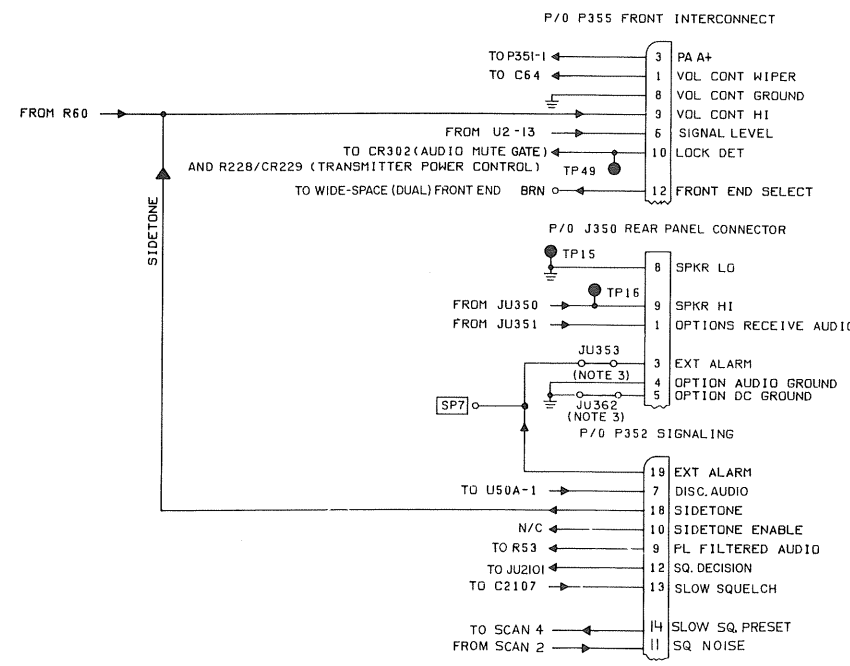 P/O P355 FRONT INTERCONNECT
TO P351-1 3 PA A+
TO C64 1 VOL CONT WIPER
8 VOL CONT GROUND
FROM R60 9 VOL CONT HI
FROM U2-13 6 SIGNAL LEVEL
TO CR302 (AUDIO MUTE GATE) 10 LOCK DET
AND R228/CR229 (TRANSMITTER POWER CONTROL) TP49
TO WIDE-SPACE (DUAL) FRONT END BRN 12 FRONT END SELECT
SIDETONE
P/O J350 REAR PANEL CONNECTOR
TP15
8 SPKR LO
TP16
FROM JU350 9 SPKR HI
FROM JU351 1 OPTIONS RECEIVE AUDIO
JU353 3 EXT ALARM
(NOTE 3)
4 OPTION AUDIO GROUND
5 OPTION DC GROUND
SP7 JU362
(NOTE 3)
P/O P352 SIGNALING
19 EXT ALARM
TO U50A-1 7 DISC. AUDIO
18 SIDETONE
N/C 10 SIDETONE ENABLE
TO R53 9 PL FILTERED AUDIO
TO JU2101 12 SQ. DECISION
TO C2107 13 SLOW SQUELCH
TO SCAN 4 14 SLOW SQ. PRESET
FROM SCAN 2 11 SQ NOISE